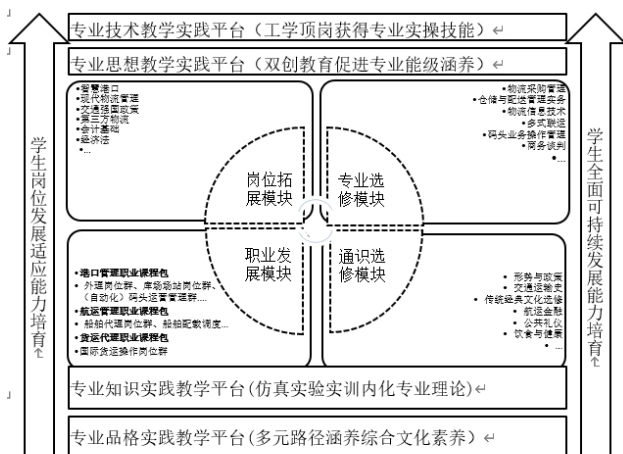 专业技术教学实践平台（工学顶岗获得专业实操技能）
专业思想教学实践平台（双创教育促进专业能级涵养）
学生岗位发展适应能力培育
•智慧港口
•现代物流管理
•交通强国政策
•第三方物流
•会计基础
•经济法
•...
•物流采购管理
•仓储与配送管理实务
•物流信息技术
•多式联运
•码头业务操作管理
•商务谈判
•...
岗位拓
展模块
专业选
修模块
职业发
展模块
通识选
修模块
•港口管理职业课程包
• 外理岗位群、库场场站岗位群、
（自动化）码头运营管理群....
•航运管理职业课程包
• 船舶代理岗位群、船舶配载调度...
•货运代理职业课程包
•国际货运操作岗位群
• 形势与政策
• 交通运输史
• 传统经典文化选修
• 航运金融
• 公共礼仪
• 饮食与健康
• ...
学生全面可持续发展能力培育
专业知识实践教学平台(仿真实验实训内化专业理论)
专业品格实践教学平台(多元路径涵养综合文化素养）